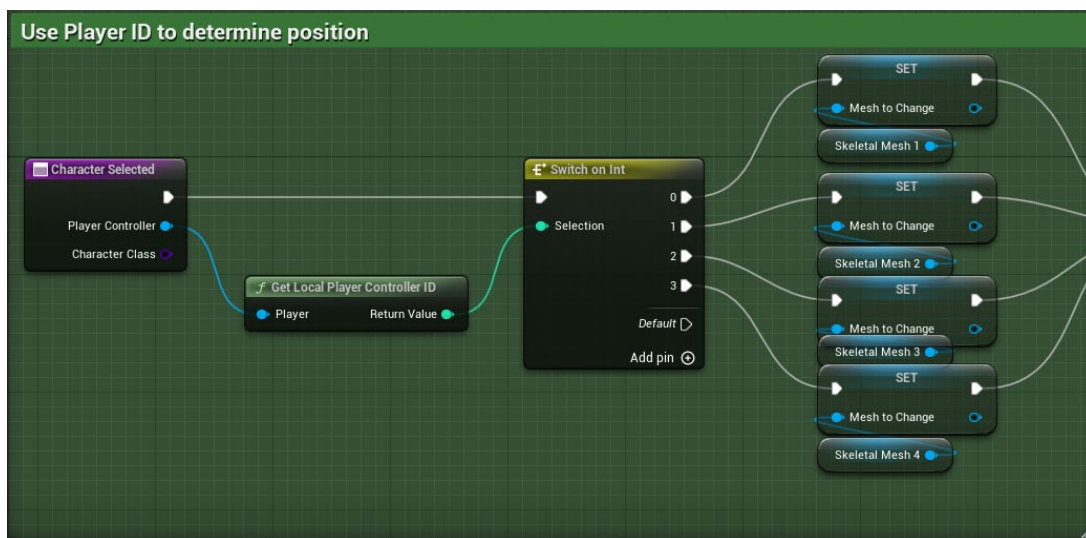 Use Player ID to determine position
Character Selected
Player Controller
Character Class
f Get Local Player Controller ID
Player Return Value
Switch on Int
Selection
0
1
2
3
Default
Add pin
SET
Mesh to Change
Skeletal Mesh 1
SET
Mesh to Change
Skeletal Mesh 2
SET
Mesh to Change
Skeletal Mesh 3
SET
Mesh to Change
Skeletal Mesh 4